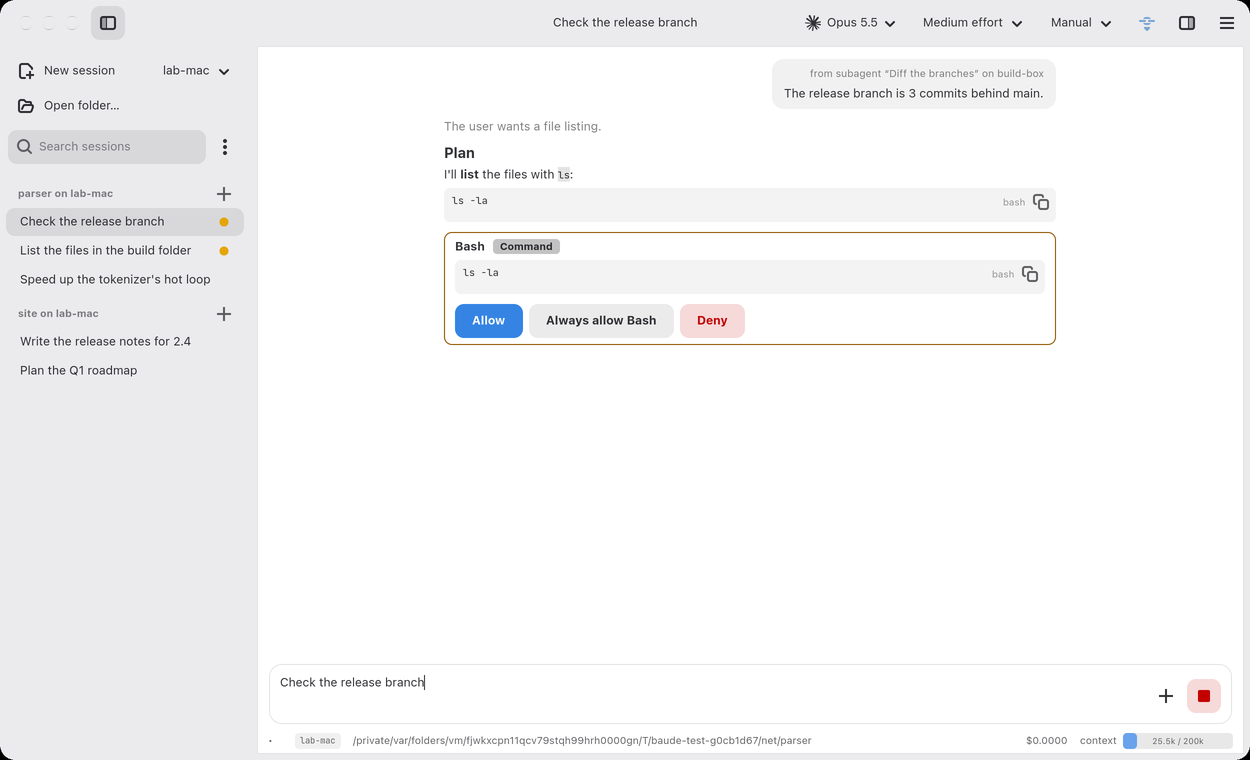 Check the release branch
Opus 5.5
Medium effort
Manual
New session
lab-mac
Open folder...
Search sessions
parser on lab-mac
Check the release branch
List the files in the build folder
Speed up the tokenizer's hot loop
site on lab-mac
Write the release notes for 2.4
Plan the Q1 roadmap
from subagent “Diff the branches” on build-box
The release branch is 3 commits behind main.
The user wants a file listing.
Plan
I'll list the files with ls:
ls -la
bash
Bash
Command
ls -la
bash
Allow
Always allow Bash
Deny
Check the release branch
lab-mac
/private/var/folders/vm/fjwkxcpn11qcv79stqh99hrh0000gn/T/baude-test-g0cb1d67/net/parser
$0.0000
context
25.5k / 200k